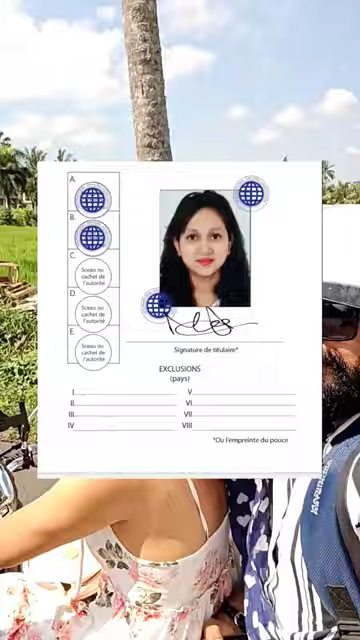 A.
B.
C.
Sceau ou
cachet de
l'autorité
D.
Sceau ou
cachet de
l'autorité
E.
Sceau ou
cachet de
l'autorité
Signature de titulaire*
EXCLUSIONS
(pays)
I.
II.
III.
IV
V
VI.
VII.
VIII.
*Ou l'empreinte du pouce